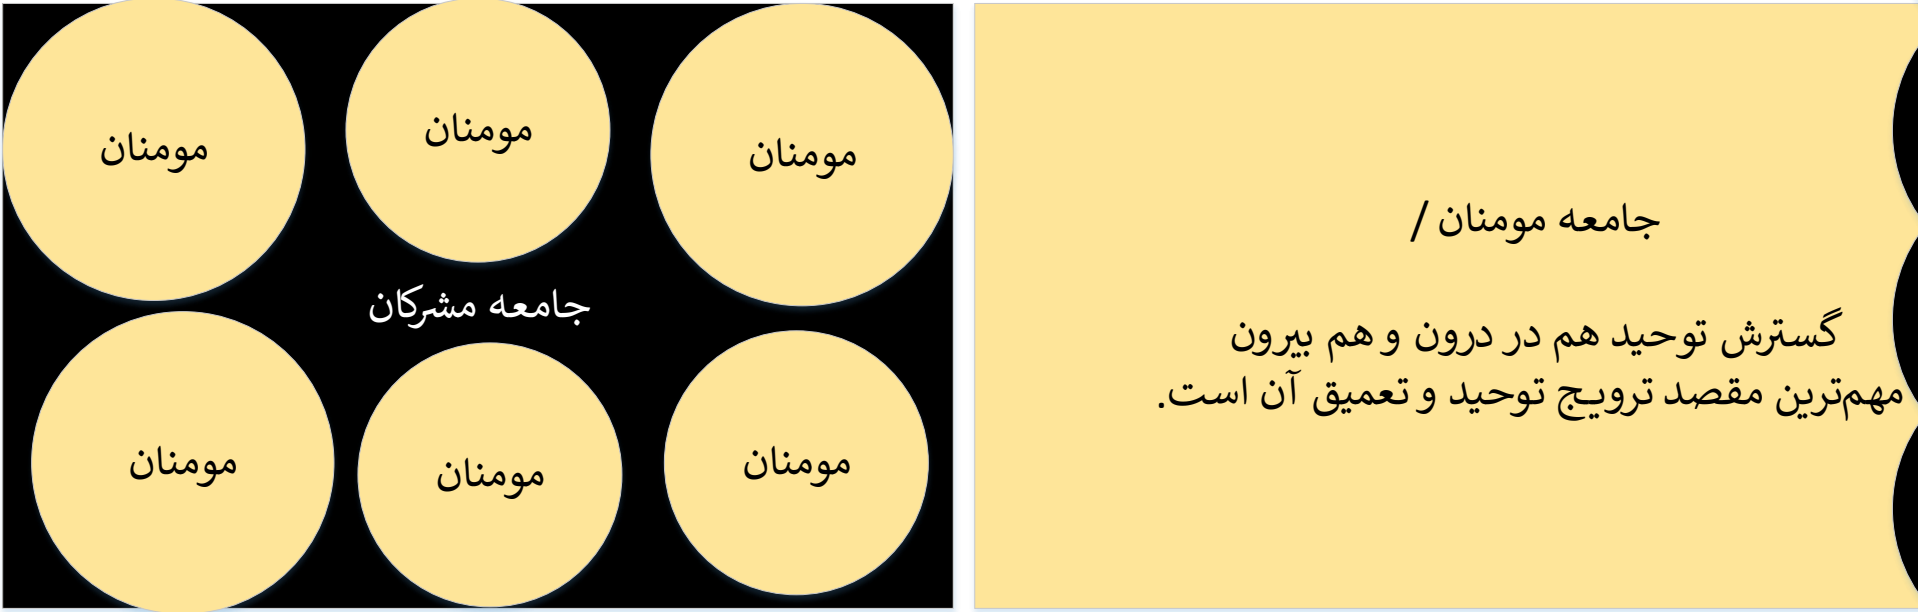 مومنان
مومنان
مومنان
جامعه مشرکان
مومنان
مومنان
مومنان
جامعه مومنان /
گسترش توحید هم در درون و هم بیرون
مهم‌ترین مقصد ترویج توحید و تعمیق آن است.